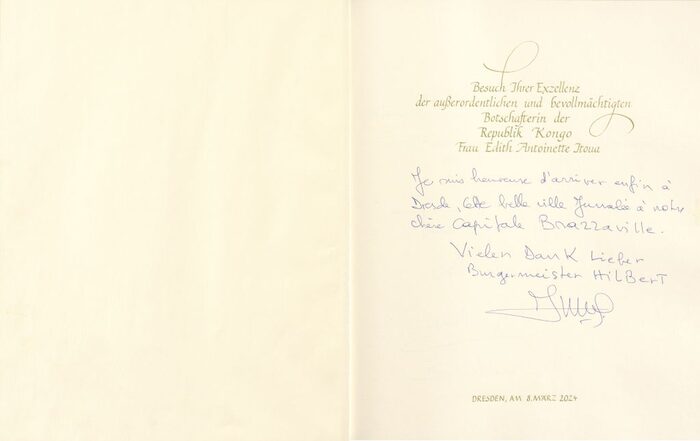 Besuch Ihrer Exzellenz
der außerordentlichen und bevollmächtigten
Botschafterin der
Republik Kongo
Frau Edith Antoinette Itoua
Je suis heureuse d'arriver enfin à
Dresde, cette belle ville Jumelée à notre
chère Capitale Brazzaville.
Vielen Dank Lieber
Burgermeister HilBerT
DRESDEN, AM 8. MÄRZ 2024